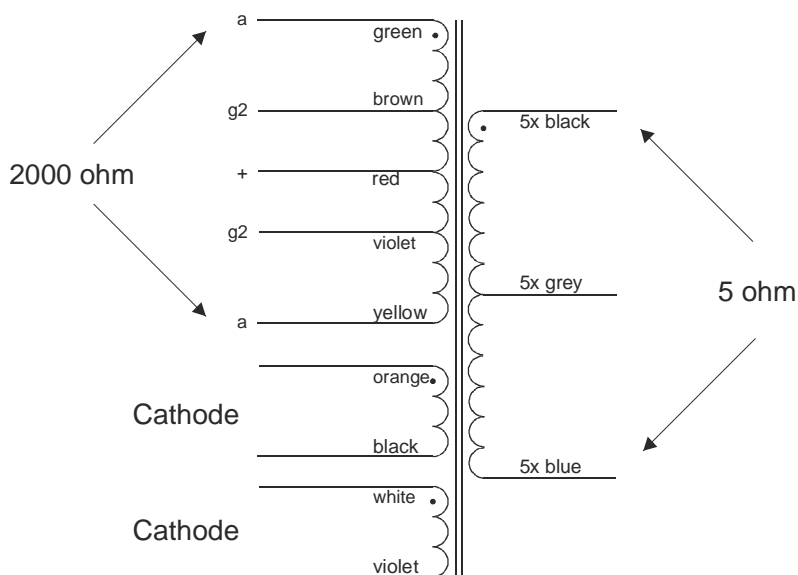 a
green
brown
g2
5x black
2000 ohm
+
red
g2
violet
5x grey
5 ohm
a
yellow
orange
Cathode
black
5x blue
white
Cathode
violet